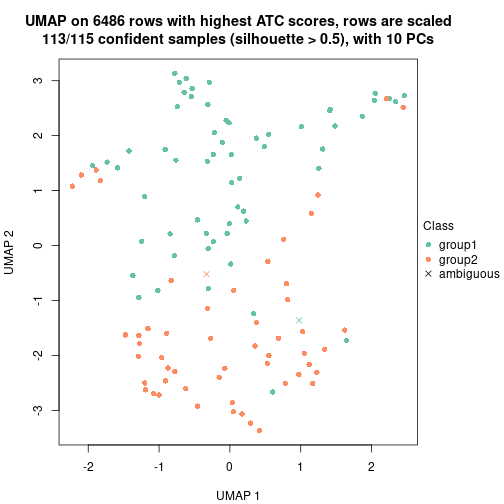 UMAP on 6486 rows with highest ATC scores, rows are scaled
113/115 confident samples (silhouette > 0.5), with 10 PCs
3
2
1
0
-1
-2
-3
UMAP 2
-2 -1 0 1 2
UMAP 1
Class
group1
group2
ambiguous